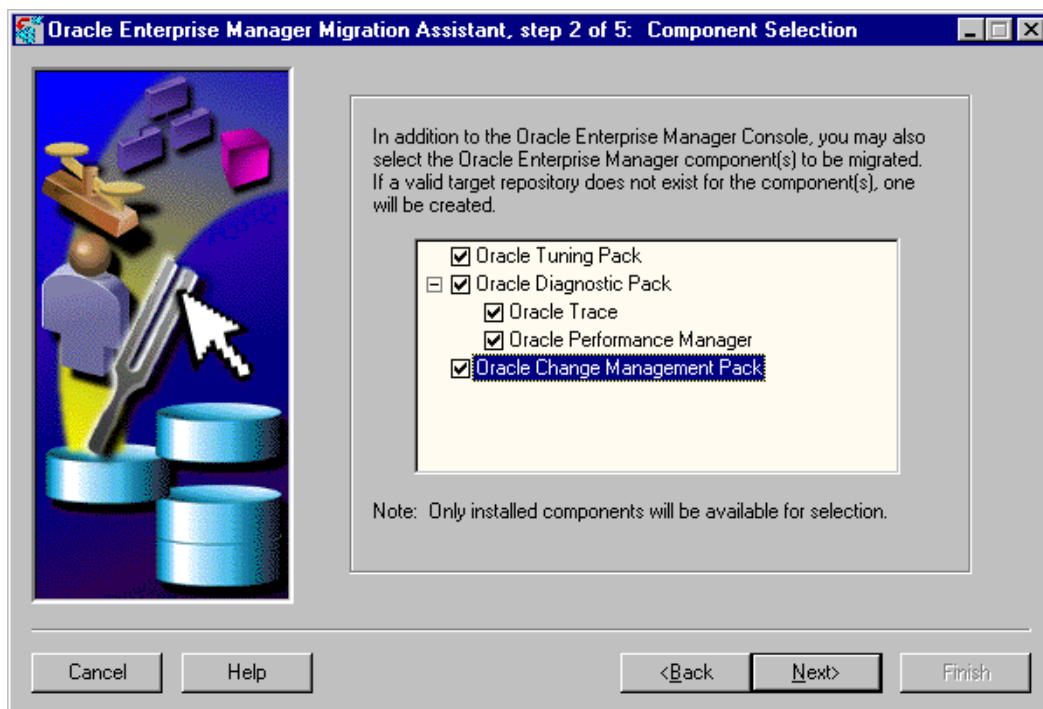 Oracle Enterprise Manager Migration Assistant, step 2 of 5:  Component Selection
In addition to the Oracle Enterprise Manager Console, you may also
select the Oracle Enterprise Manager component(s) to be migrated.
If a valid target repository does not exist for the component(s), one
will be created.
Oracle Tuning Pack
Oracle Diagnostic Pack
Oracle Trace
Oracle Performance Manager
Oracle Change Management Pack
Note:  Only installed components will be available for selection.
Cancel Help <Back Next> Finish